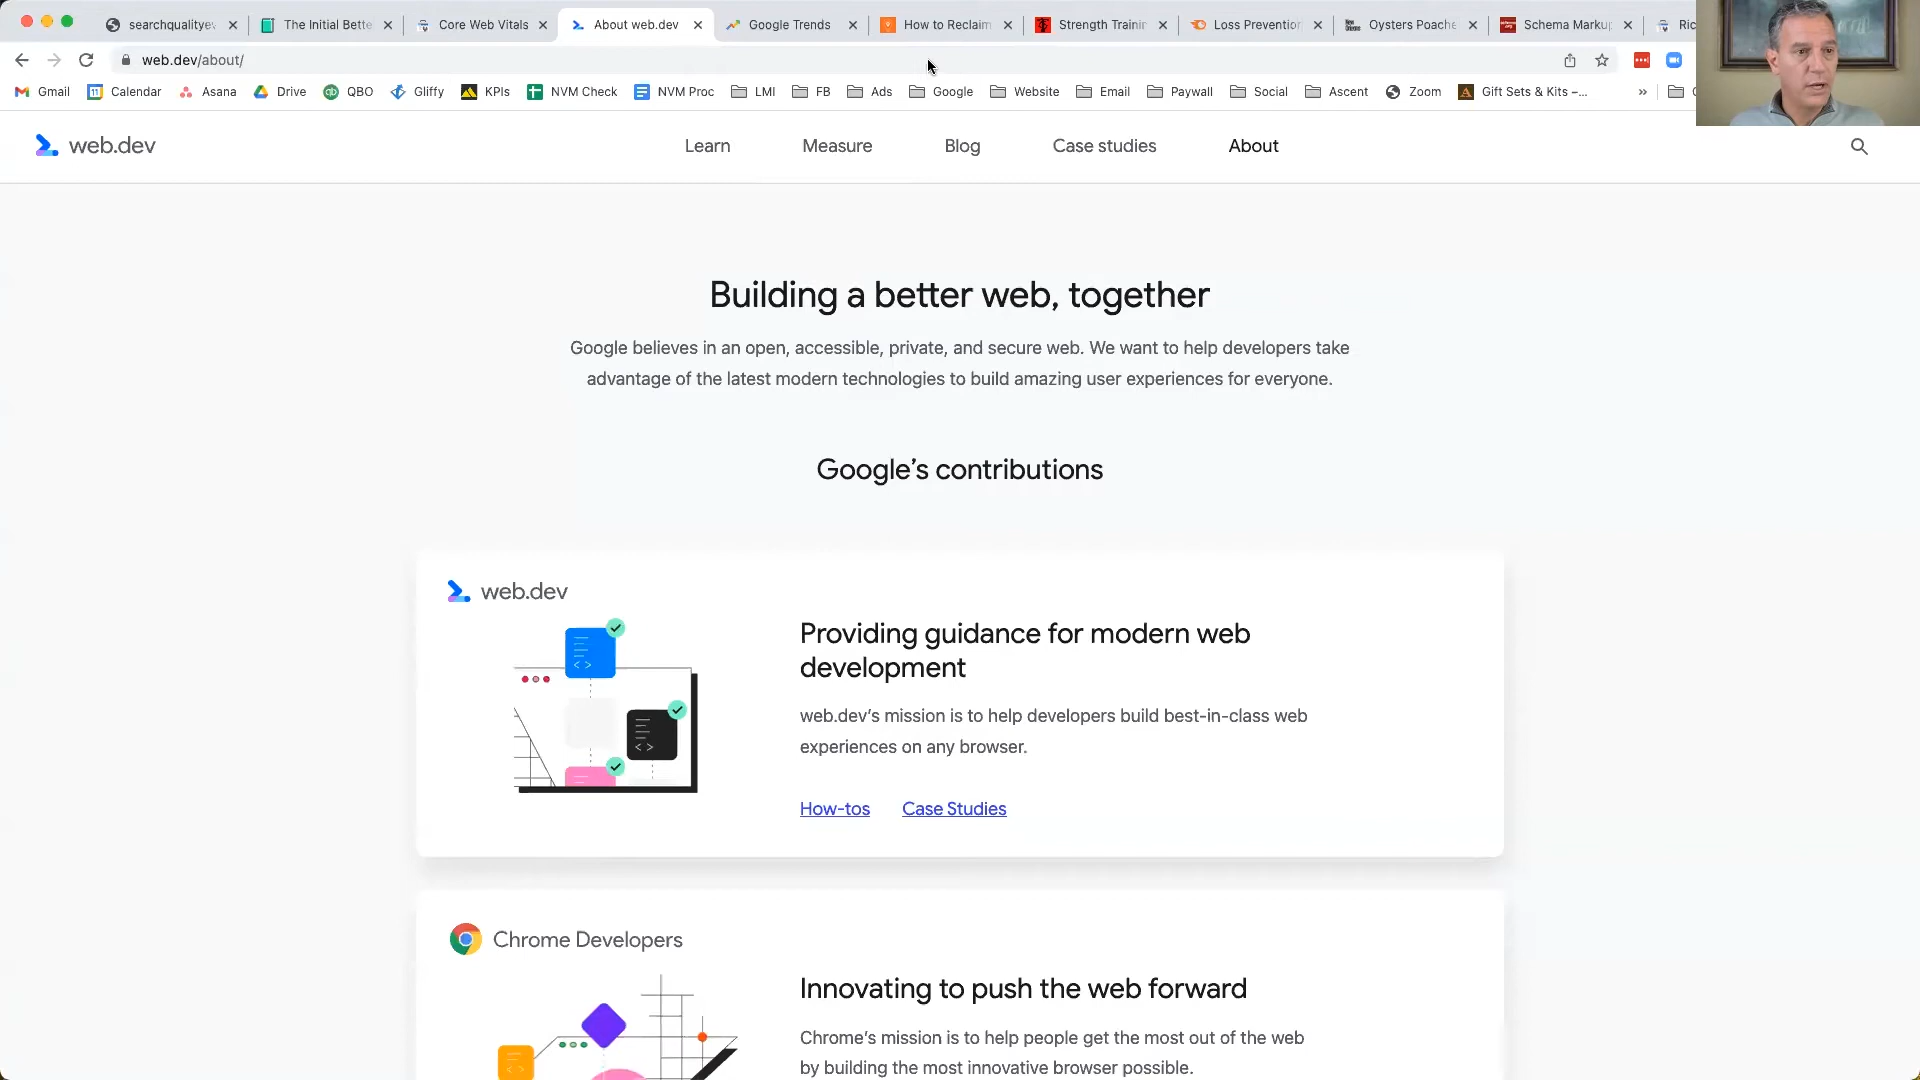 searchqualityev
The Initial Bette
Core Web Vitals
About web.dev
Google Trends
How to Reclaim
Strength Trainin
Loss Prevention
Oysters Poache
Schema Markup
Ric
web.dev/about/
Gmail
Calendar
Asana
Drive
QBO
Gliffy
KPIs
NVM Check
NVM Proc
LMI
FB
Ads
Google
Website
Email
Paywall
Social
Ascent
Zoom
Gift Sets & Kits –...
»
web.dev
Learn
Measure
Blog
Case studies
About
Building a better web, together
Google believes in an open, accessible, private, and secure web. We want to help developers take
advantage of the latest modern technologies to build amazing user experiences for everyone.
Google’s contributions
web.dev
Providing guidance for modern web
development
web.dev’s mission is to help developers build best-in-class web
experiences on any browser.
How-tos
Case Studies
Chrome Developers
Innovating to push the web forward
Chrome’s mission is to help people get the most out of the web
by building the most innovative browser possible.